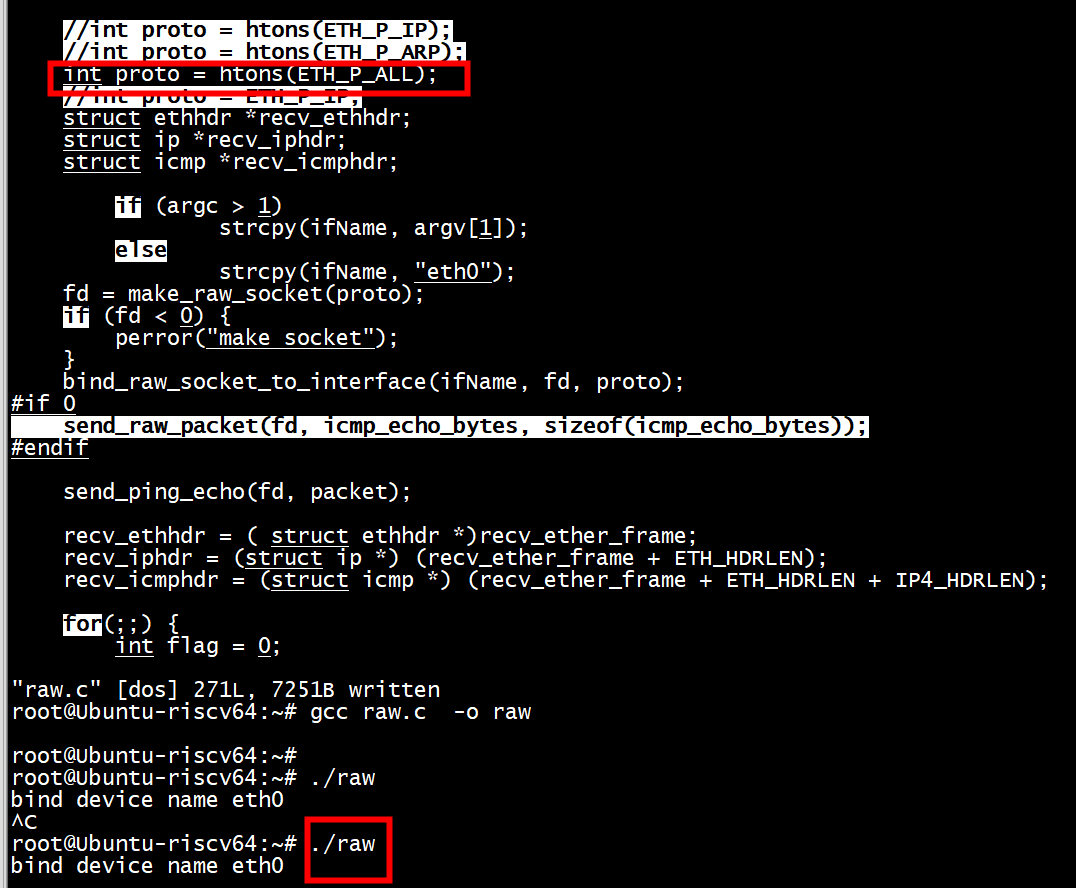 //int proto = htons(ETH_P_IP);
//int proto = htons(ETH_P_ARP);
int proto = htons(ETH_P_ALL);
//int proto = ETH_P_IP;
struct ethhdr *recv_ethhdr;
struct ip *recv_iphdr;
struct icmp *recv_icmphdr;
if (argc > 1)
strcpy(ifName, argv[1]);
else
strcpy(ifName, "eth0");
fd = make_raw_socket(proto);
if (fd < 0) {
perror("make socket");
}
bind_raw_socket_to_interface(ifName, fd, proto);
#if 0
send_raw_packet(fd, icmp_echo_bytes, sizeof(icmp_echo_bytes));
#endif
send_ping_echo(fd, packet);
recv_ethhdr = ( struct ethhdr *)recv_ether_frame;
recv_iphdr = (struct ip *) (recv_ether_frame + ETH_HDRLEN);
recv_icmphdr = (struct icmp *) (recv_ether_frame + ETH_HDRLEN + IP4_HDRLEN);
for(;;) {
int flag = 0;
"raw.c" [dos] 271L, 7251B written
root@Ubuntu-riscv64:~# gcc raw.c  -o raw
root@Ubuntu-riscv64:~#
root@Ubuntu-riscv64:~# ./raw
bind device name eth0
^C
root@Ubuntu-riscv64:~# ./raw
bind device name eth0